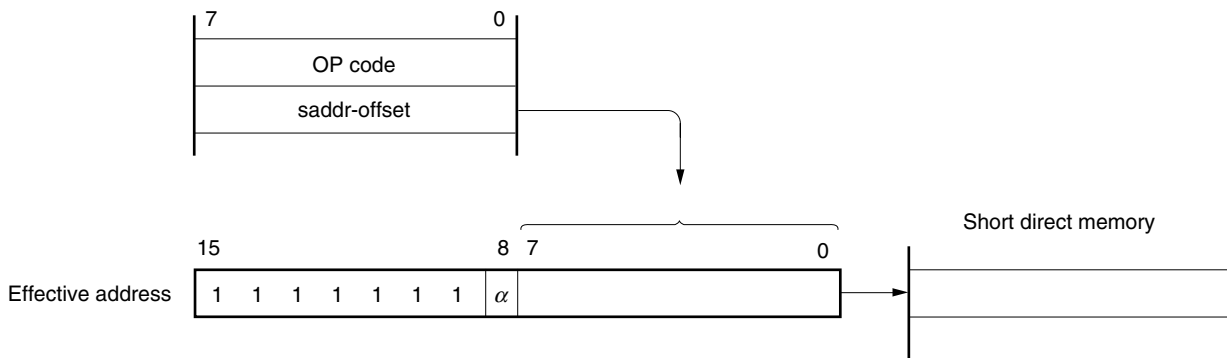 7 0
OP code
saddr-offset
Short direct memory
15 8 7 0
Effective address 1 1 1 1 1 1 1 α